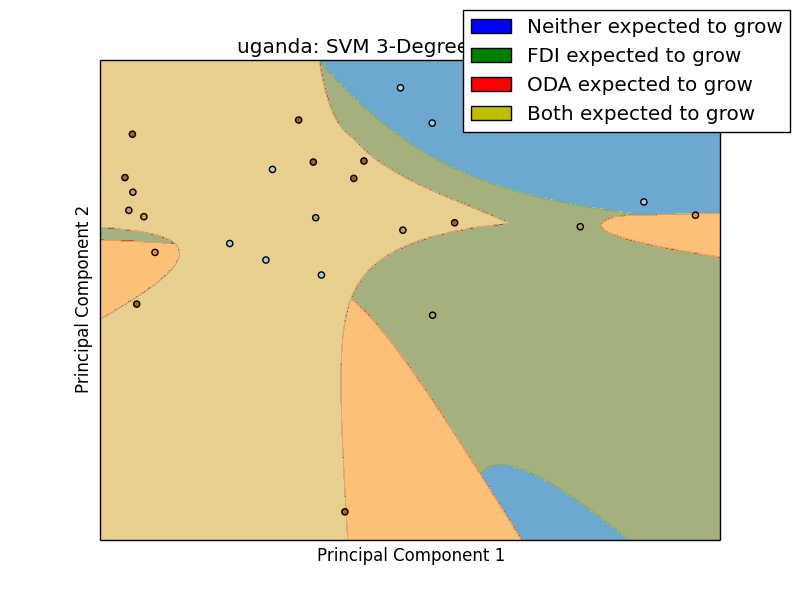 uganda: SVM 3-Degree
Neither expected to grow
FDI expected to grow
ODA expected to grow
Both expected to grow
Principal Component 2
Principal Component 1